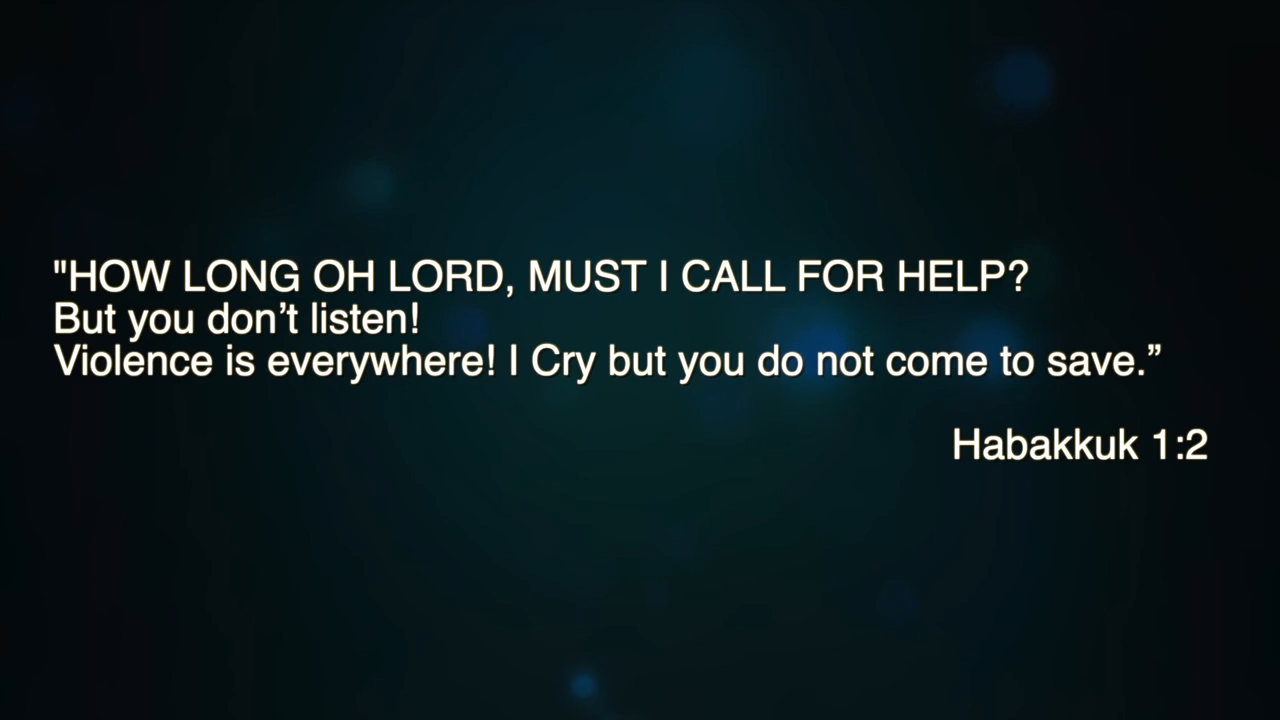 "HOW LONG OH LORD, MUST I CALL FOR HELP?
But you don’t listen!
Violence is everywhere! I Cry but you do not come to save.”
Habakkuk 1:2